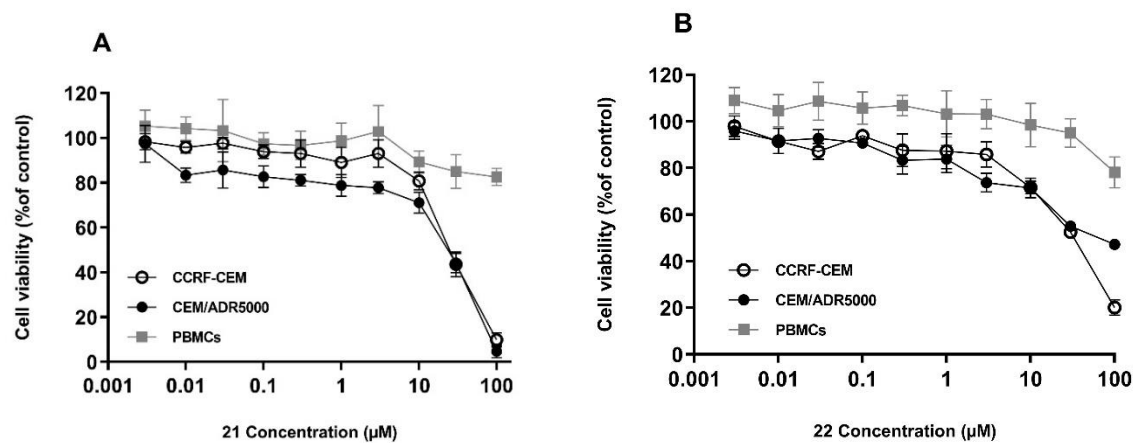 A
Cell viability (%of control)
120
100
80
60
40
20
0
CCRF-CEM
CEM/ADR5000
PBMCs
0.001 0.01 0.1 1 10 100
21 Concentration (µM)
B
Cell viability (%of control)
120
100
80
60
40
20
0
CCRF-CEM
CEM/ADR5000
PBMCs
0.001 0.01 0.1 1 10 100
22 Concentration (µM)